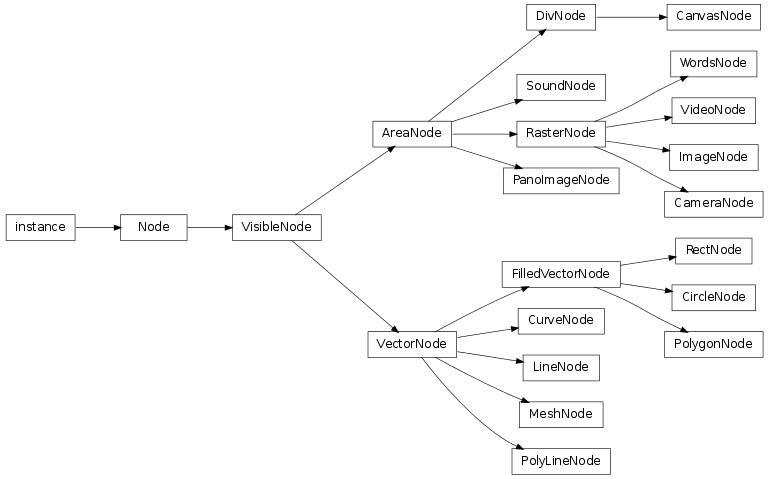 DivNode
CanvasNode
WordsNode
SoundNode
VideoNode
AreaNode
RasterNode
ImageNode
PanoImageNode
CameraNode
instance
Node
VisibleNode
RectNode
FilledVectorNode
CircleNode
CurveNode
VectorNode
PolygonNode
LineNode
MeshNode
PolyLineNode